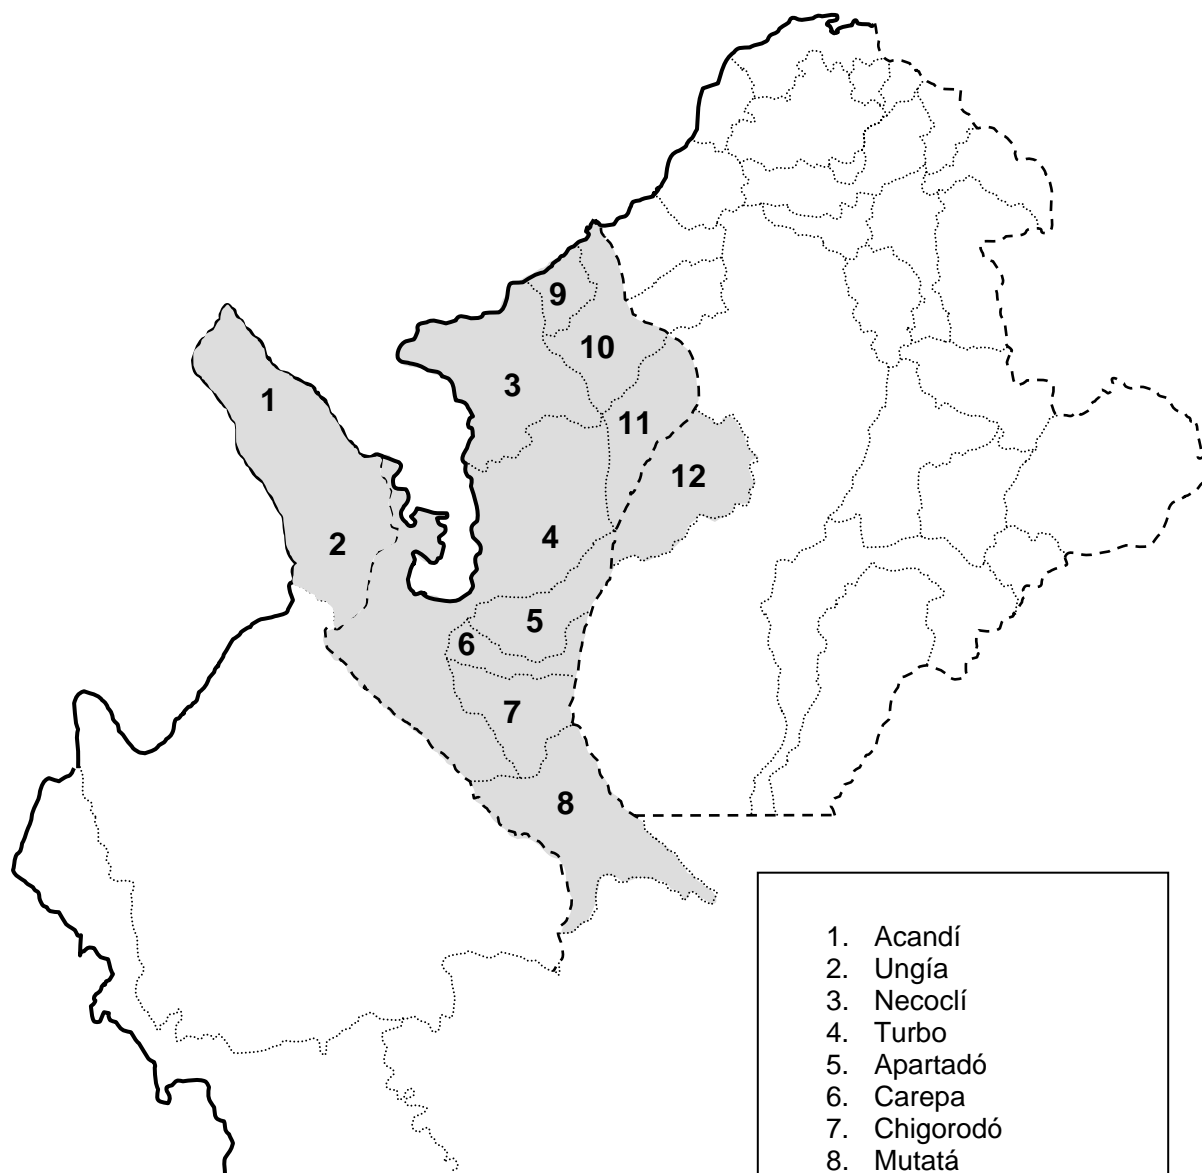 9
10
1
3
11
12
2
4
5
6
7
8
1. Acandí
2. Ungía
3. Necoclí
4. Turbo
5. Apartadó
6. Carepa
7. Chigorodó
8. Mutatá